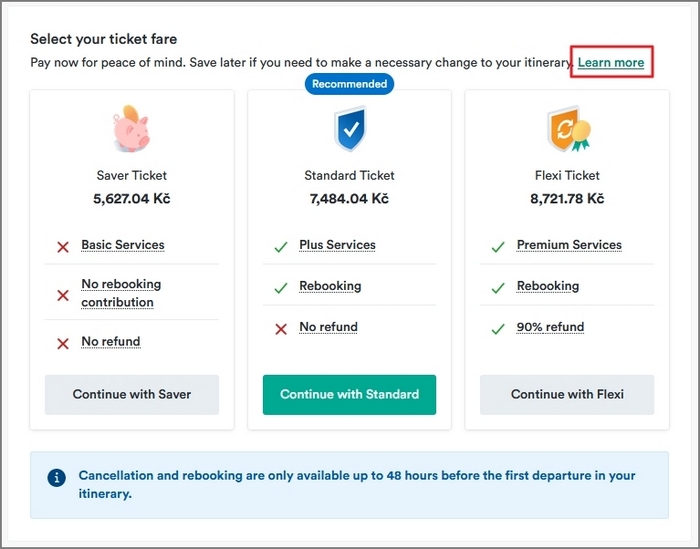 Select your ticket fare
Pay now for peace of mind. Save later if you need to make a necessary change to your itinerary. Learn more
Recommended
Saver Ticket
5,627.04 Kč
Basic Services
No rebooking
contribution
No refund
Continue with Saver
Standard Ticket
7,484.04 Kč
Plus Services
Rebooking
No refund
Continue with Standard
Flexi Ticket
8,721.78 Kč
Premium Services
Rebooking
90% refund
Continue with Flexi
Cancellation and rebooking are only available up to 48 hours before the first departure in your
itinerary.